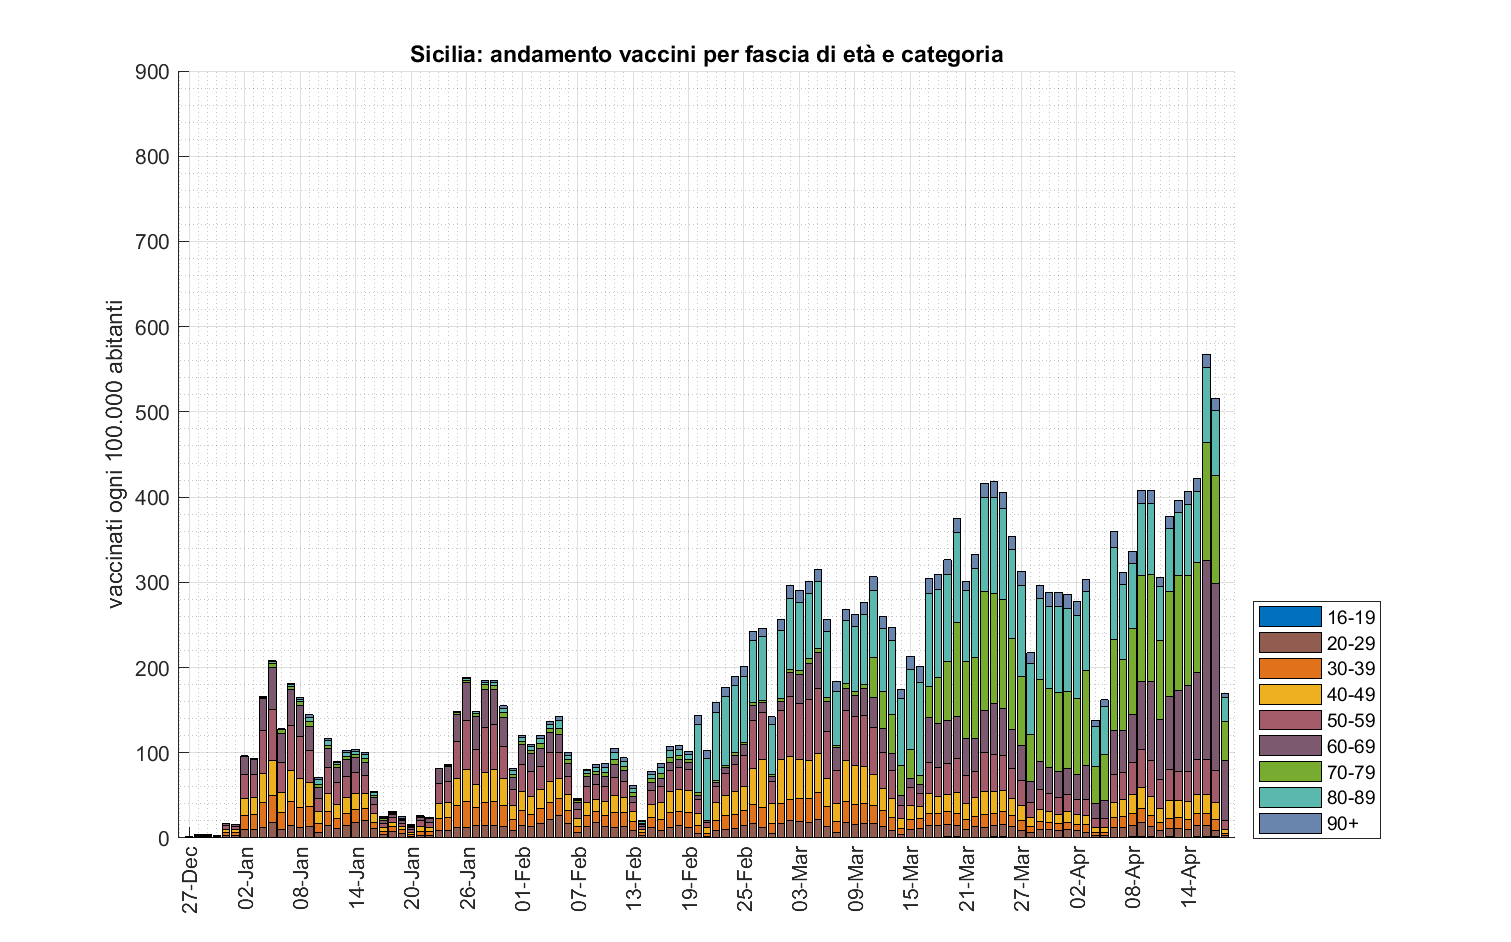 Sicilia: andamento vaccini per fascia di età e categoria
vaccinati ogni 100.000 abitanti
900
800
700
600
500
400
300
200
100
0
27-Dec
02-Jan
08-Jan
14-Jan
20-Jan
26-Jan
01-Feb
07-Feb
13-Feb
19-Feb
25-Feb
03-Mar
09-Mar
15-Mar
21-Mar
27-Mar
02-Apr
08-Apr
14-Apr
16-19
20-29
30-39
40-49
50-59
60-69
70-79
80-89
90+